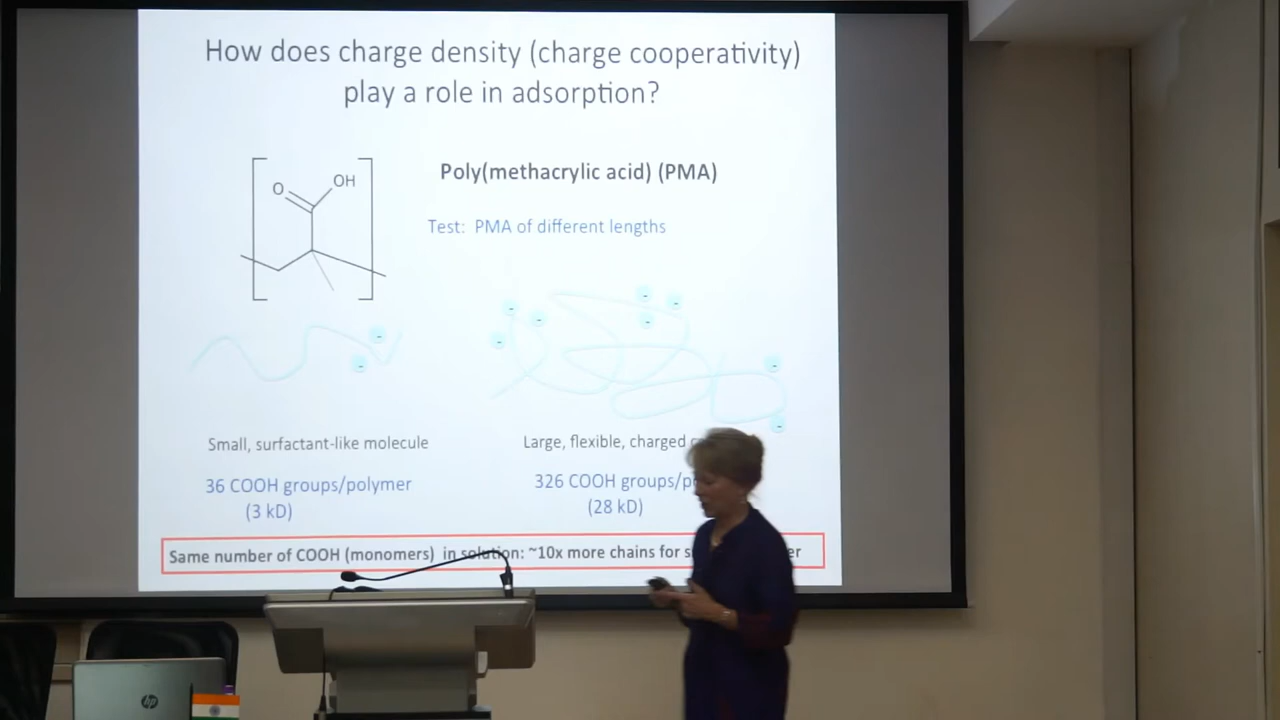 How does charge density (charge cooperativity)
play a role in adsorption?
O
OH
Poly(methacrylic acid) (PMA)
Test: PMA of different lengths
-
-
-
-
-
-
-
-
-
-
Small, surfactant-like molecule
Large, flexible, charged
36 COOH groups/polymer
(3 kD)
326 COOH groups/p
(28 kD)
Same number of COOH (monomers) in solution: ~10x more chains for s er
hp